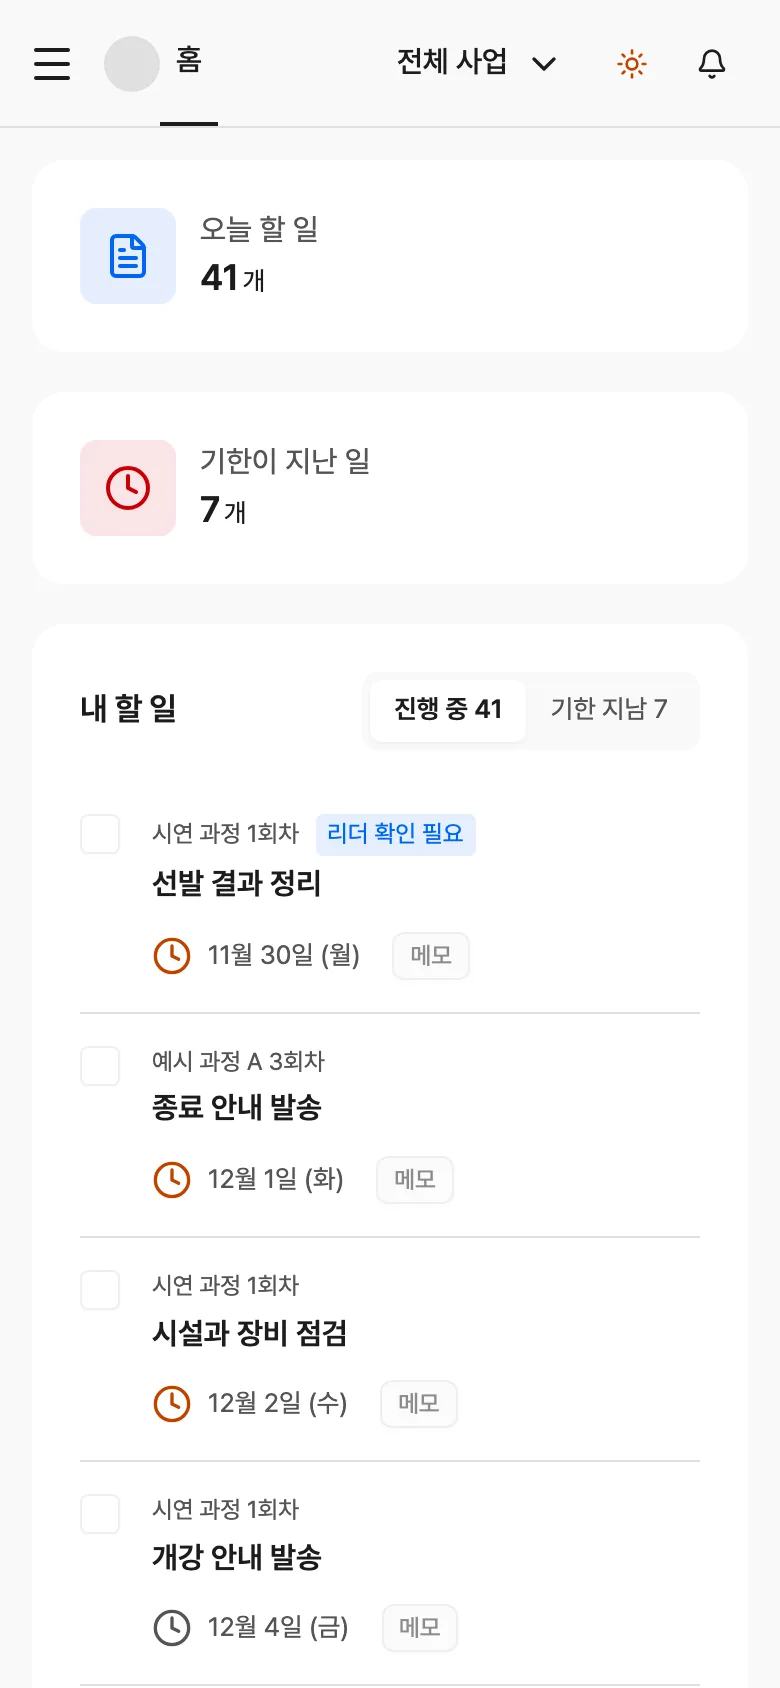 홈
전체 사업
오늘 할 일
41개
기한이 지난 일
7개
내 할 일
진행 중 41
기한 지남 7
시연 과정 1회차
리더 확인 필요
선발 결과 정리
11월 30일 (월)
메모
예시 과정 A 3회차
종료 안내 발송
12월 1일 (화)
메모
시연 과정 1회차
시설과 장비 점검
12월 2일 (수)
메모
시연 과정 1회차
개강 안내 발송
12월 4일 (금)
메모